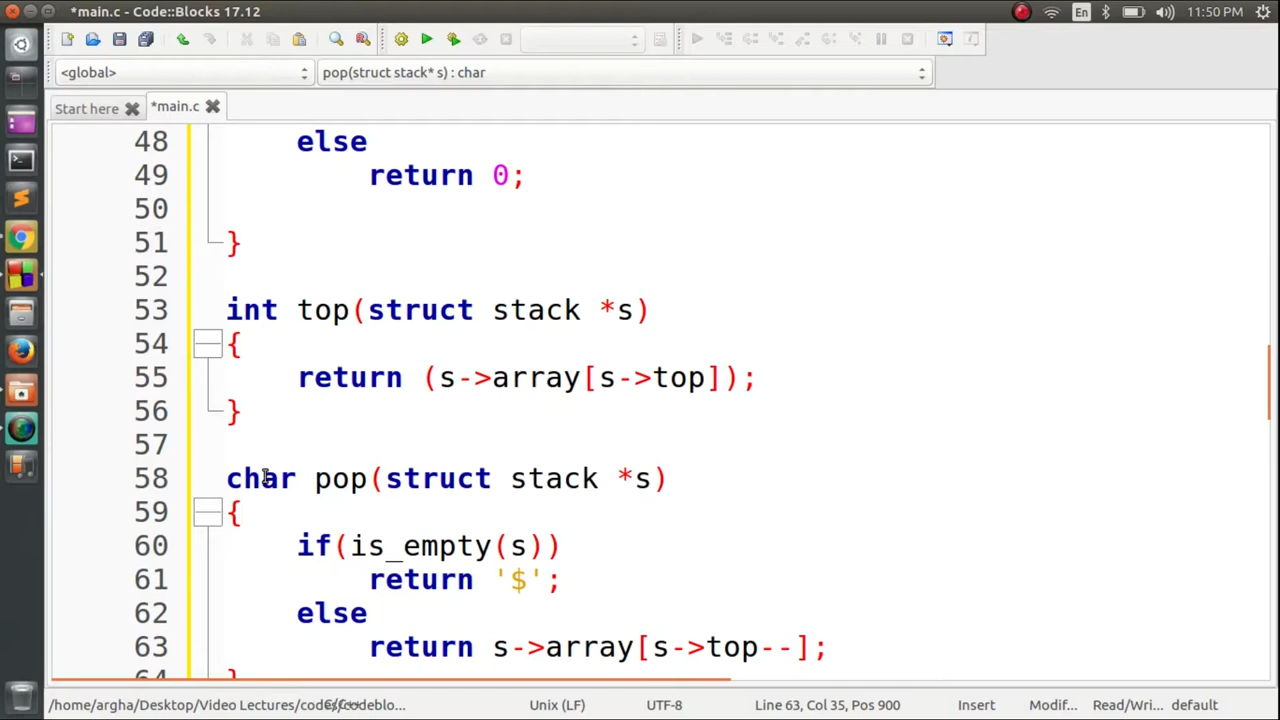 *main.c - Code::Blocks 17.12
En
11:50 PM
<global>
pop(struct stack* s) : char
Start here
*main.c
48 else
49 return 0;
50
51 }
52
53 int top(struct stack *s)
54 {
55 return (s->array[s->top]);
56 }
57
58 char pop(struct stack *s)
59 {
60 if(is_empty(s))
61 return '$';
62 else
63 return s->array[s->top--];
64 }
/home/argha/Desktop/Video Lectures/codes/codeblo...
C/C++
Unix (LF)
UTF-8
Line 63, Col 35, Pos 900
Insert
Modif...
Read/Wri...
default